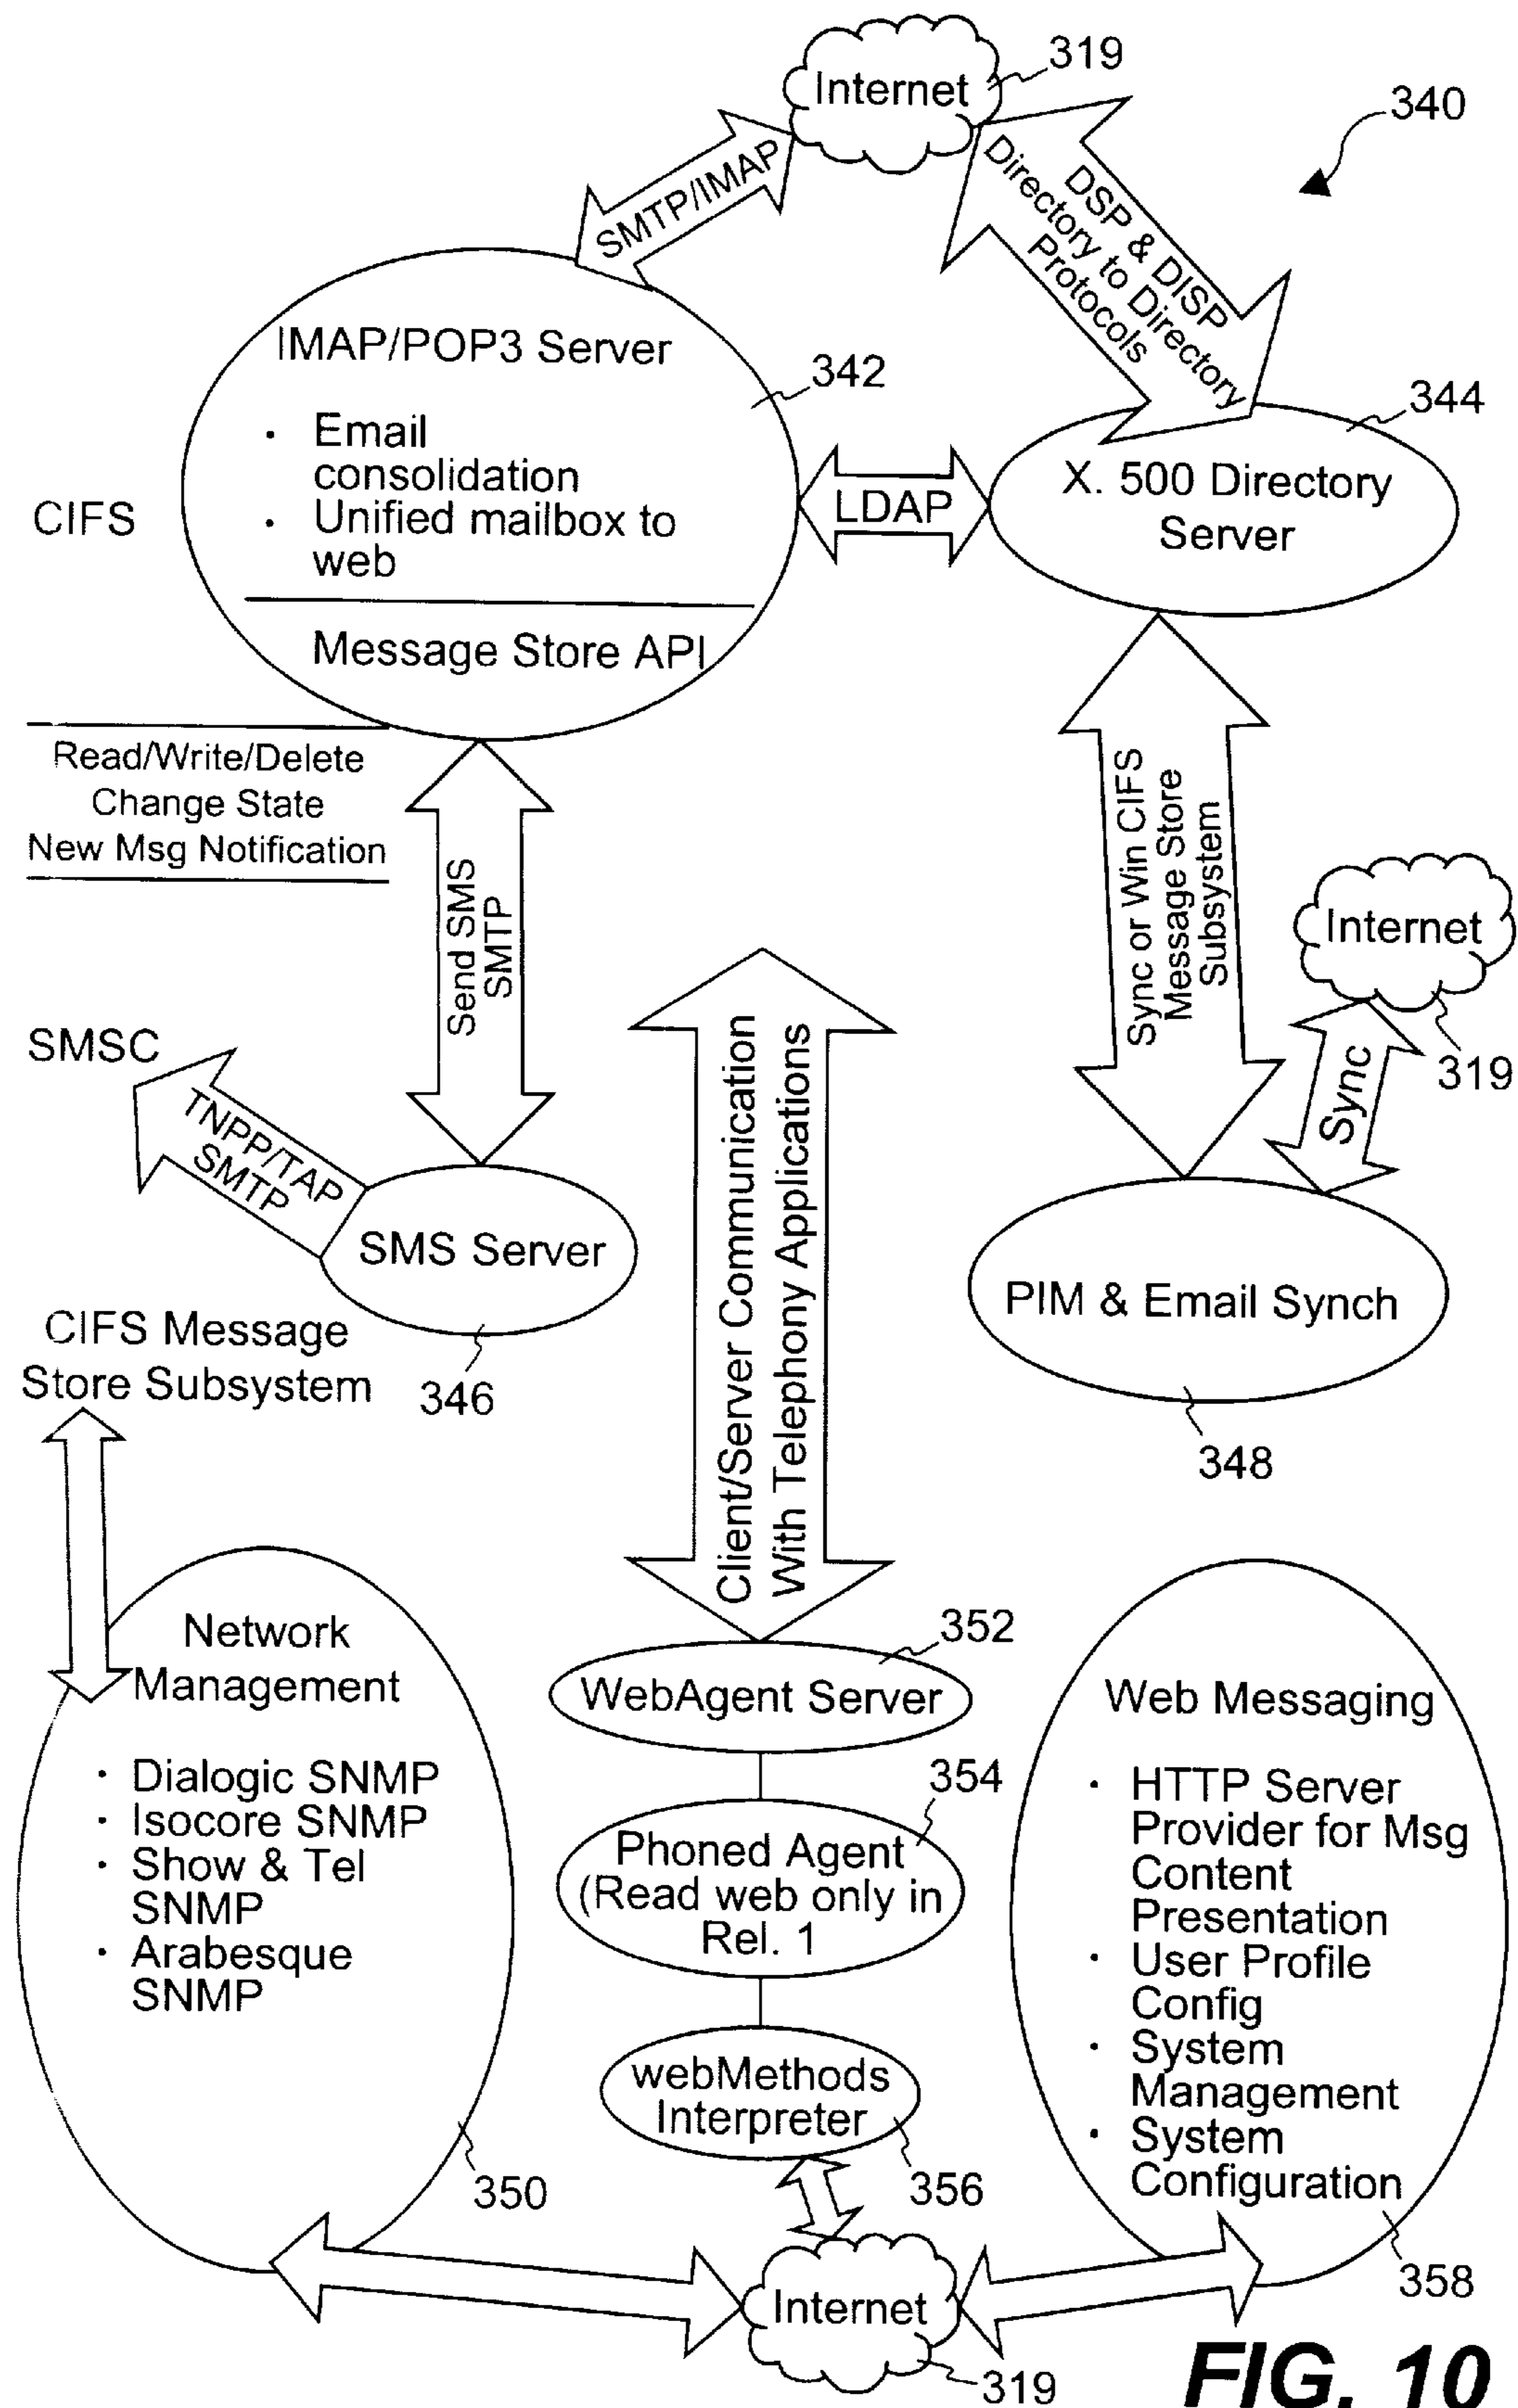 Internet
319
340
SMTP/IMAP
DSP & DISP
Directory to Directory
Protocols
IMAP/POP3 Server
342
· Email
consolidation
· Unified mailbox to
web
Message Store API
CIFS
LDAP
344
X. 500 Directory
Server
Read/Write/Delete
Change State
New Msg Notification
Send SMS
SMTP
Sync or Win CIFS
Message Store
Subsystem
Internet
319
Sync
SMSC
TNPP/TAP
SMTP
SMS Server
346
Client/Server Communication
With Telephony Applications
PIM & Email Synch
348
CIFS Message
Store Subsystem
Network
Management
· Dialogic SNMP
· Isocore SNMP
· Show & Tel
SNMP
· Arabesque
SNMP
350
352
WebAgent Server
354
Phoned Agent
(Read web only in
Rel. 1
webMethods
Interpreter
356
Web Messaging
· HTTP Server
Provider for Msg
Content
Presentation
· User Profile
Config
· System
Management
· System
Configuration
358
Internet
319
FIG. 10